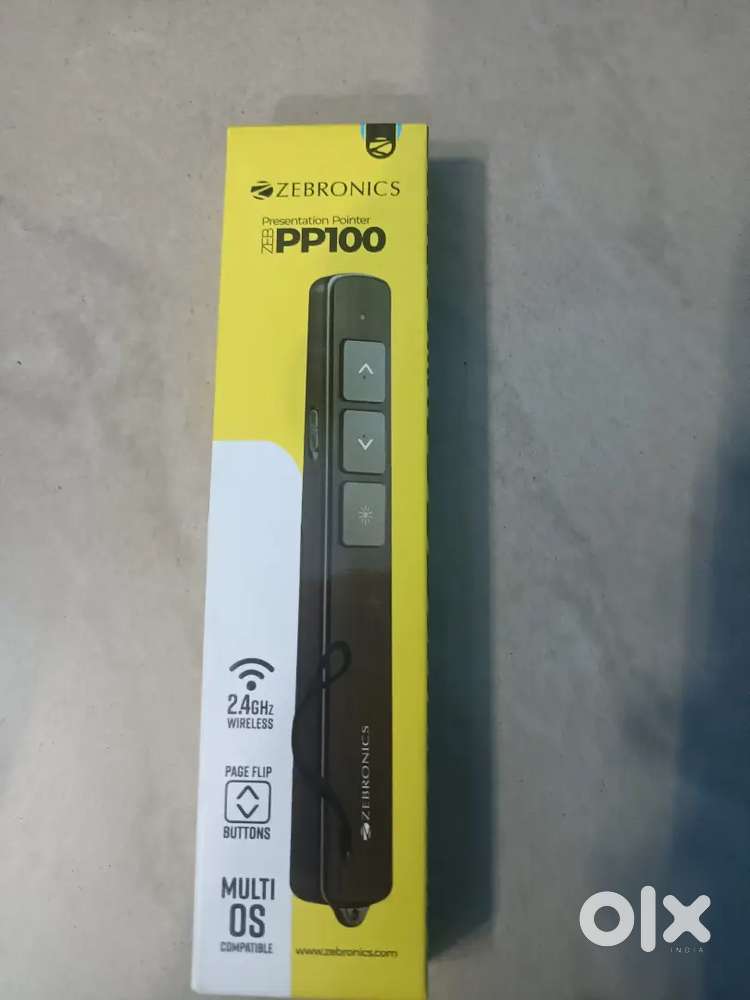 ZEBRONICS
Presentation Pointer
ZEB PP100
ZEBRONICS
2.4GHz
WIRELESS
PAGE FLIP
BUTTONS
MULTI
OS
COMPATIBLE
www.zebronics.com
olx
INDIA